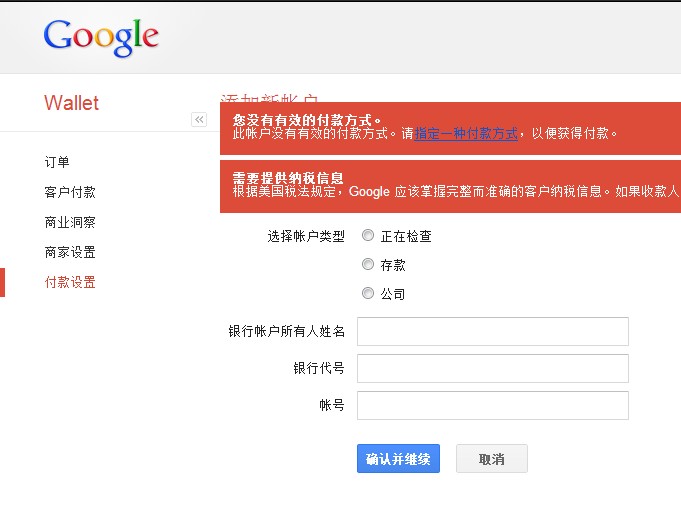 Google
Wallet
添加新帐户
«
您没有有效的付款方式。
此帐户没有有效的付款方式。请指定一种付款方式，以便获得付款。
需要提供纳税信息
根据美国税法规定，Google 应该掌握完整而准确的客户纳税信息。如果收款人
订单
客户付款
商业洞察
商家设置
付款设置
选择帐户类型
正在检查
存款
公司
银行帐户所有人姓名
银行代号
帐号
确认并继续
取消